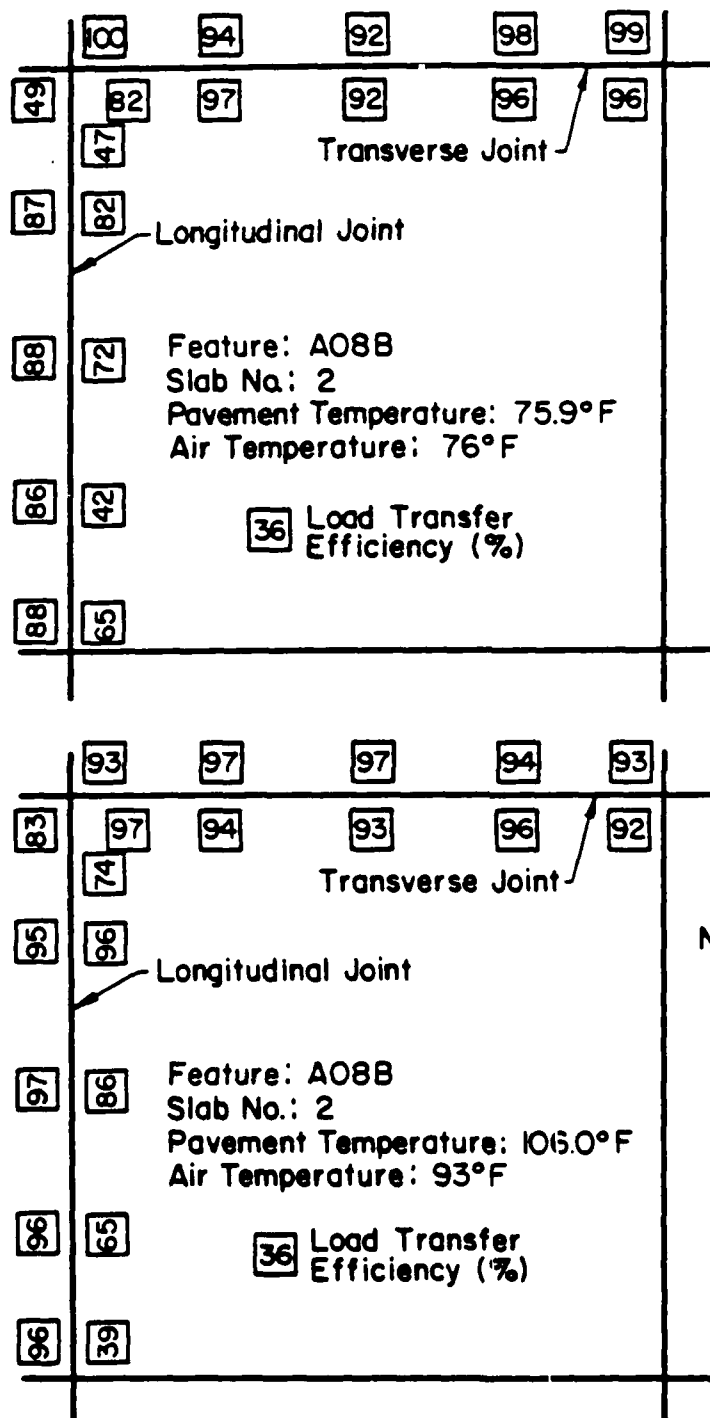 100 94 92 98 99
49 82 97 92 96 96
47 Transverse Joint
87 82 Longitudinal Joint
88 72 Feature: A08B
Slab No.: 2
Pavement Temperature: 75.9°F
Air Temperature: 76°F
86 42 36 Load Transfer
Efficiency (%)
88 65
93 97 97 94 93
83 97 94 93 96 92
74 Transverse Joint
95 96 N
Longitudinal Joint
97 86 Feature: A08B
Slab No.: 2
Pavement Temperature: 106.0°F
Air Temperature: 93°F
96 65 36 Load Transfer
Efficiency (%)
96 39